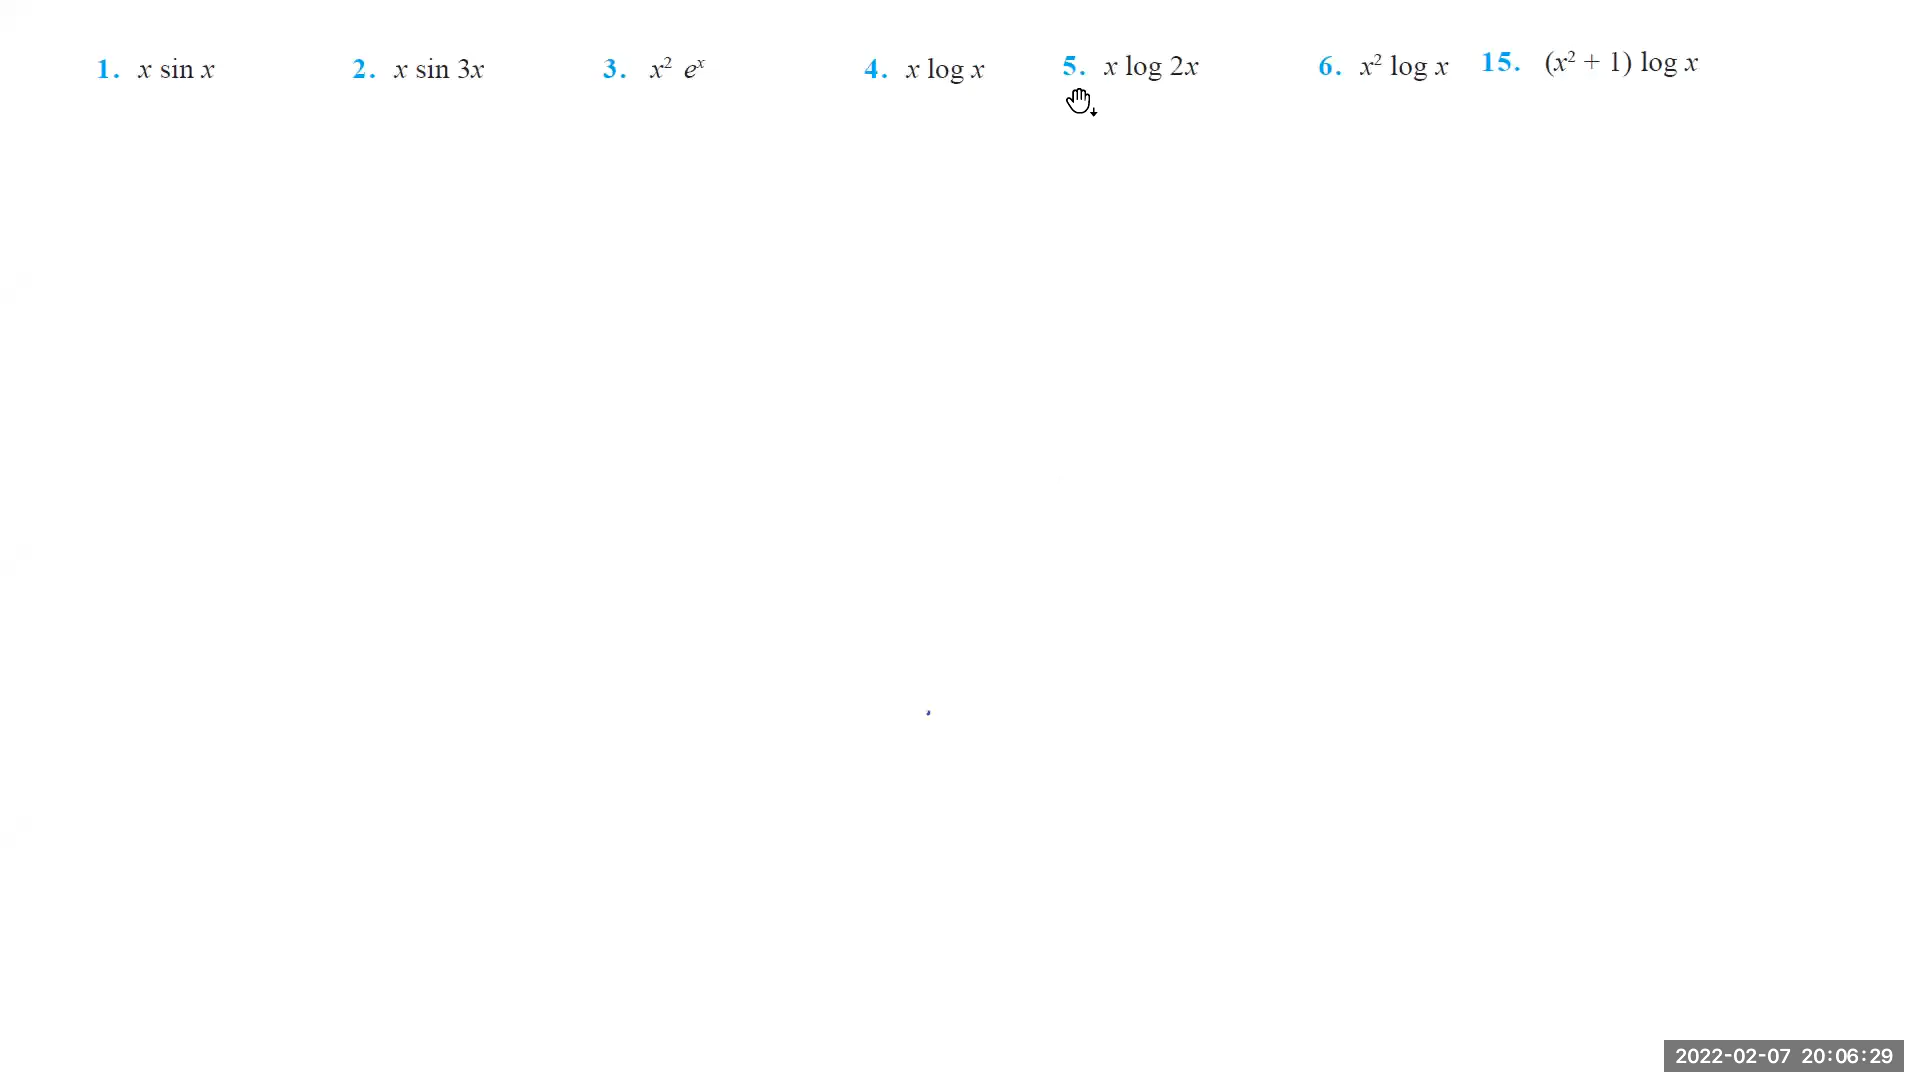 1. x sin x 2. x sin 3x 3. x² eˣ 4. x log x 5. x log 2x 6. x² log x 15. (x² + 1) log x
2022-02-07 20:06:29